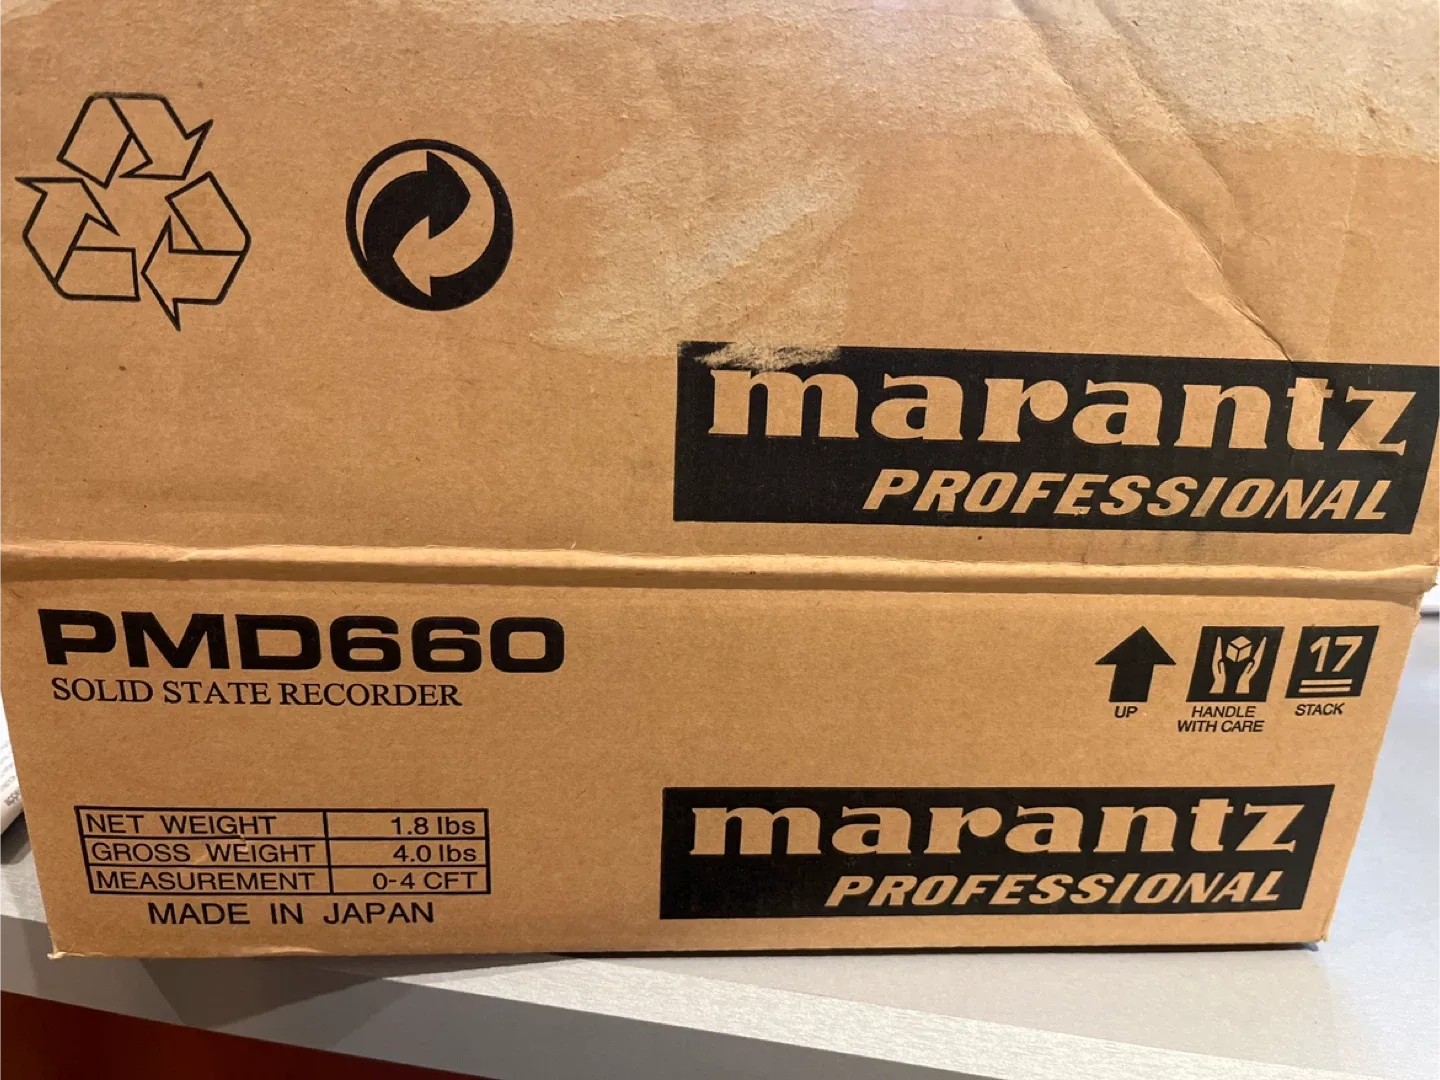 marantz
PROFESSIONAL
PMD660
SOLID STATE RECORDER
17
UP
HANDLE
WITH CARE
STACK
NET WEIGHT 1.8 lbs
GROSS WEIGHT 4.0 lbs
MEASUREMENT 0-4 CFT
MADE IN JAPAN
marantz
PROFESSIONAL